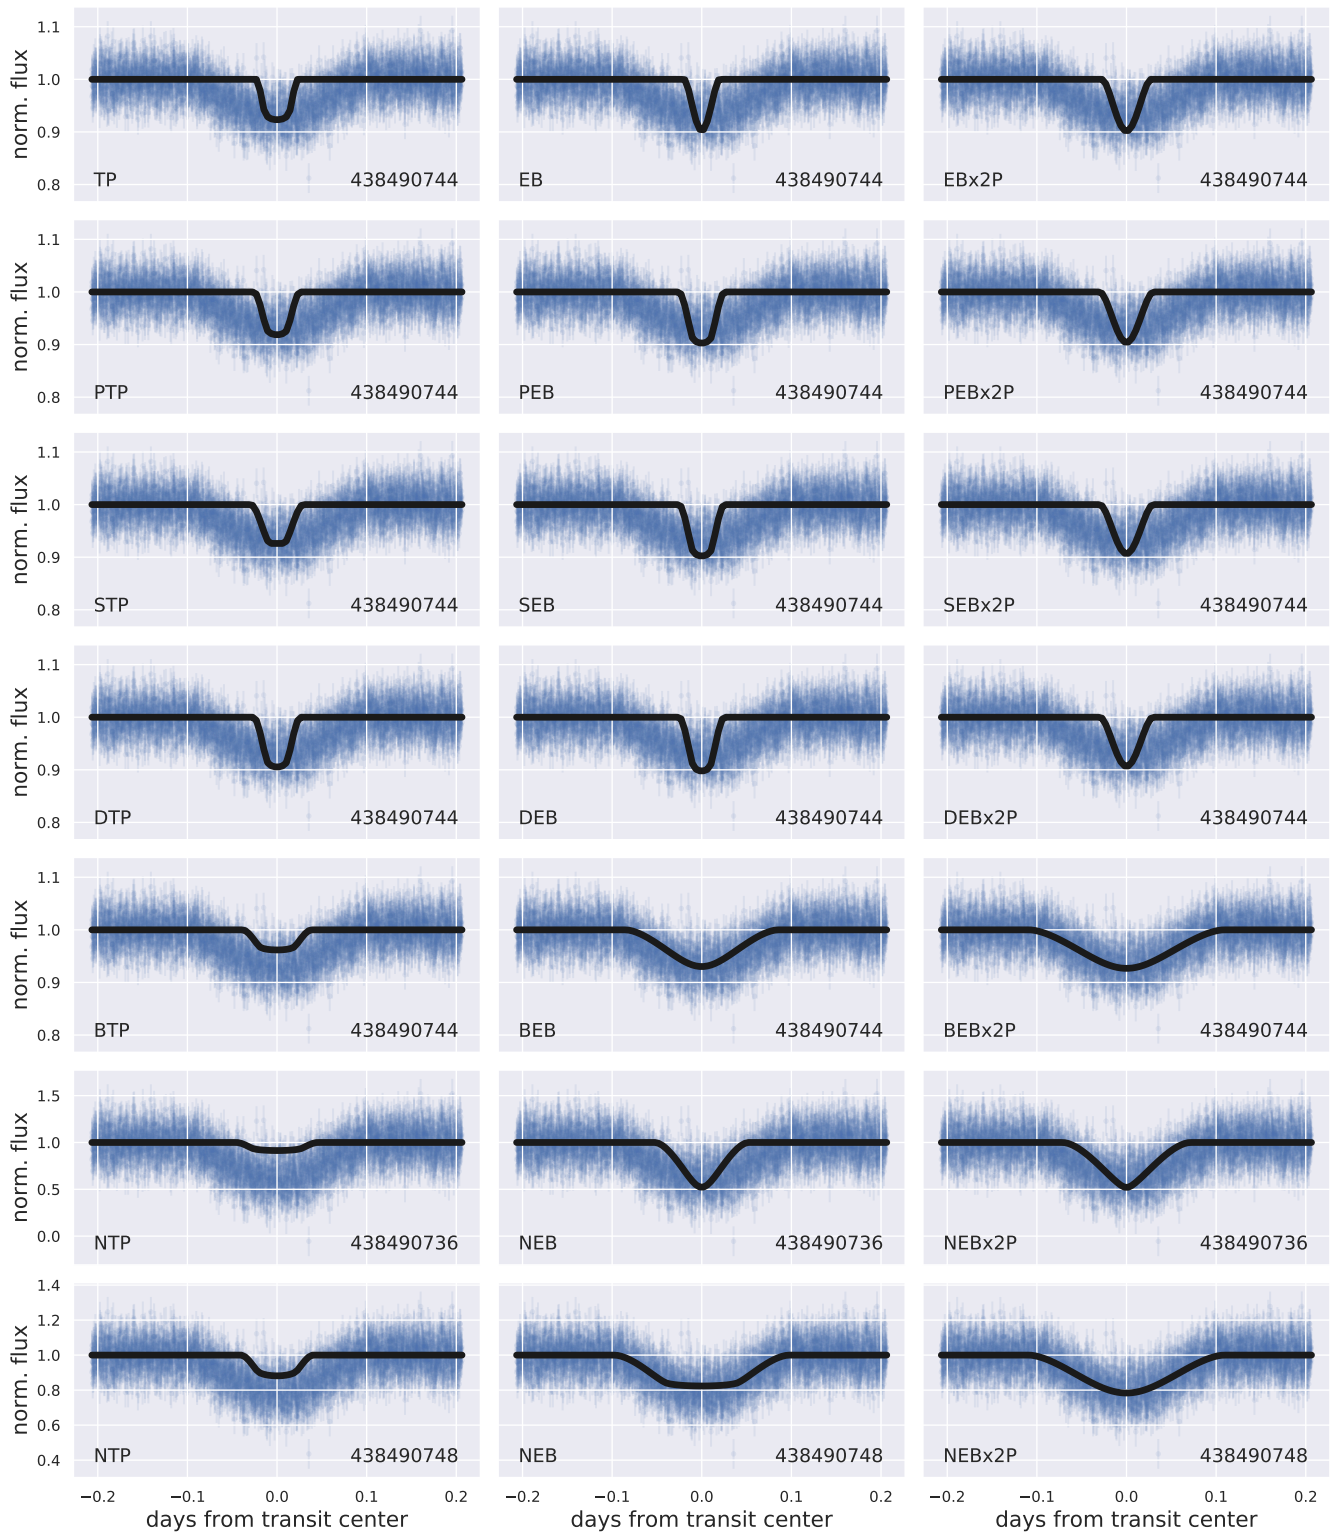 norm. flux
1.1
1.0
0.9
0.8
TP 438490744
EB 438490744
EBx2P 438490744
norm. flux
1.1
1.0
0.9
0.8
PTP 438490744
PEB 438490744
PEBx2P 438490744
norm. flux
1.1
1.0
0.9
0.8
STP 438490744
SEB 438490744
SEBx2P 438490744
norm. flux
1.1
1.0
0.9
0.8
DTP 438490744
DEB 438490744
DEBx2P 438490744
norm. flux
1.1
1.0
0.9
0.8
BTP 438490744
BEB 438490744
BEBx2P 438490744
norm. flux
1.5
1.0
0.5
0.0
NTP 438490736
NEB 438490736
NEBx2P 438490736
norm. flux
1.4
1.2
1.0
0.8
0.6
0.4
NTP 438490748
NEB 438490748
NEBx2P 438490748
−0.2 −0.1 0.0 0.1 0.2
−0.2 −0.1 0.0 0.1 0.2
−0.2 −0.1 0.0 0.1 0.2
days from transit center
days from transit center
days from transit center